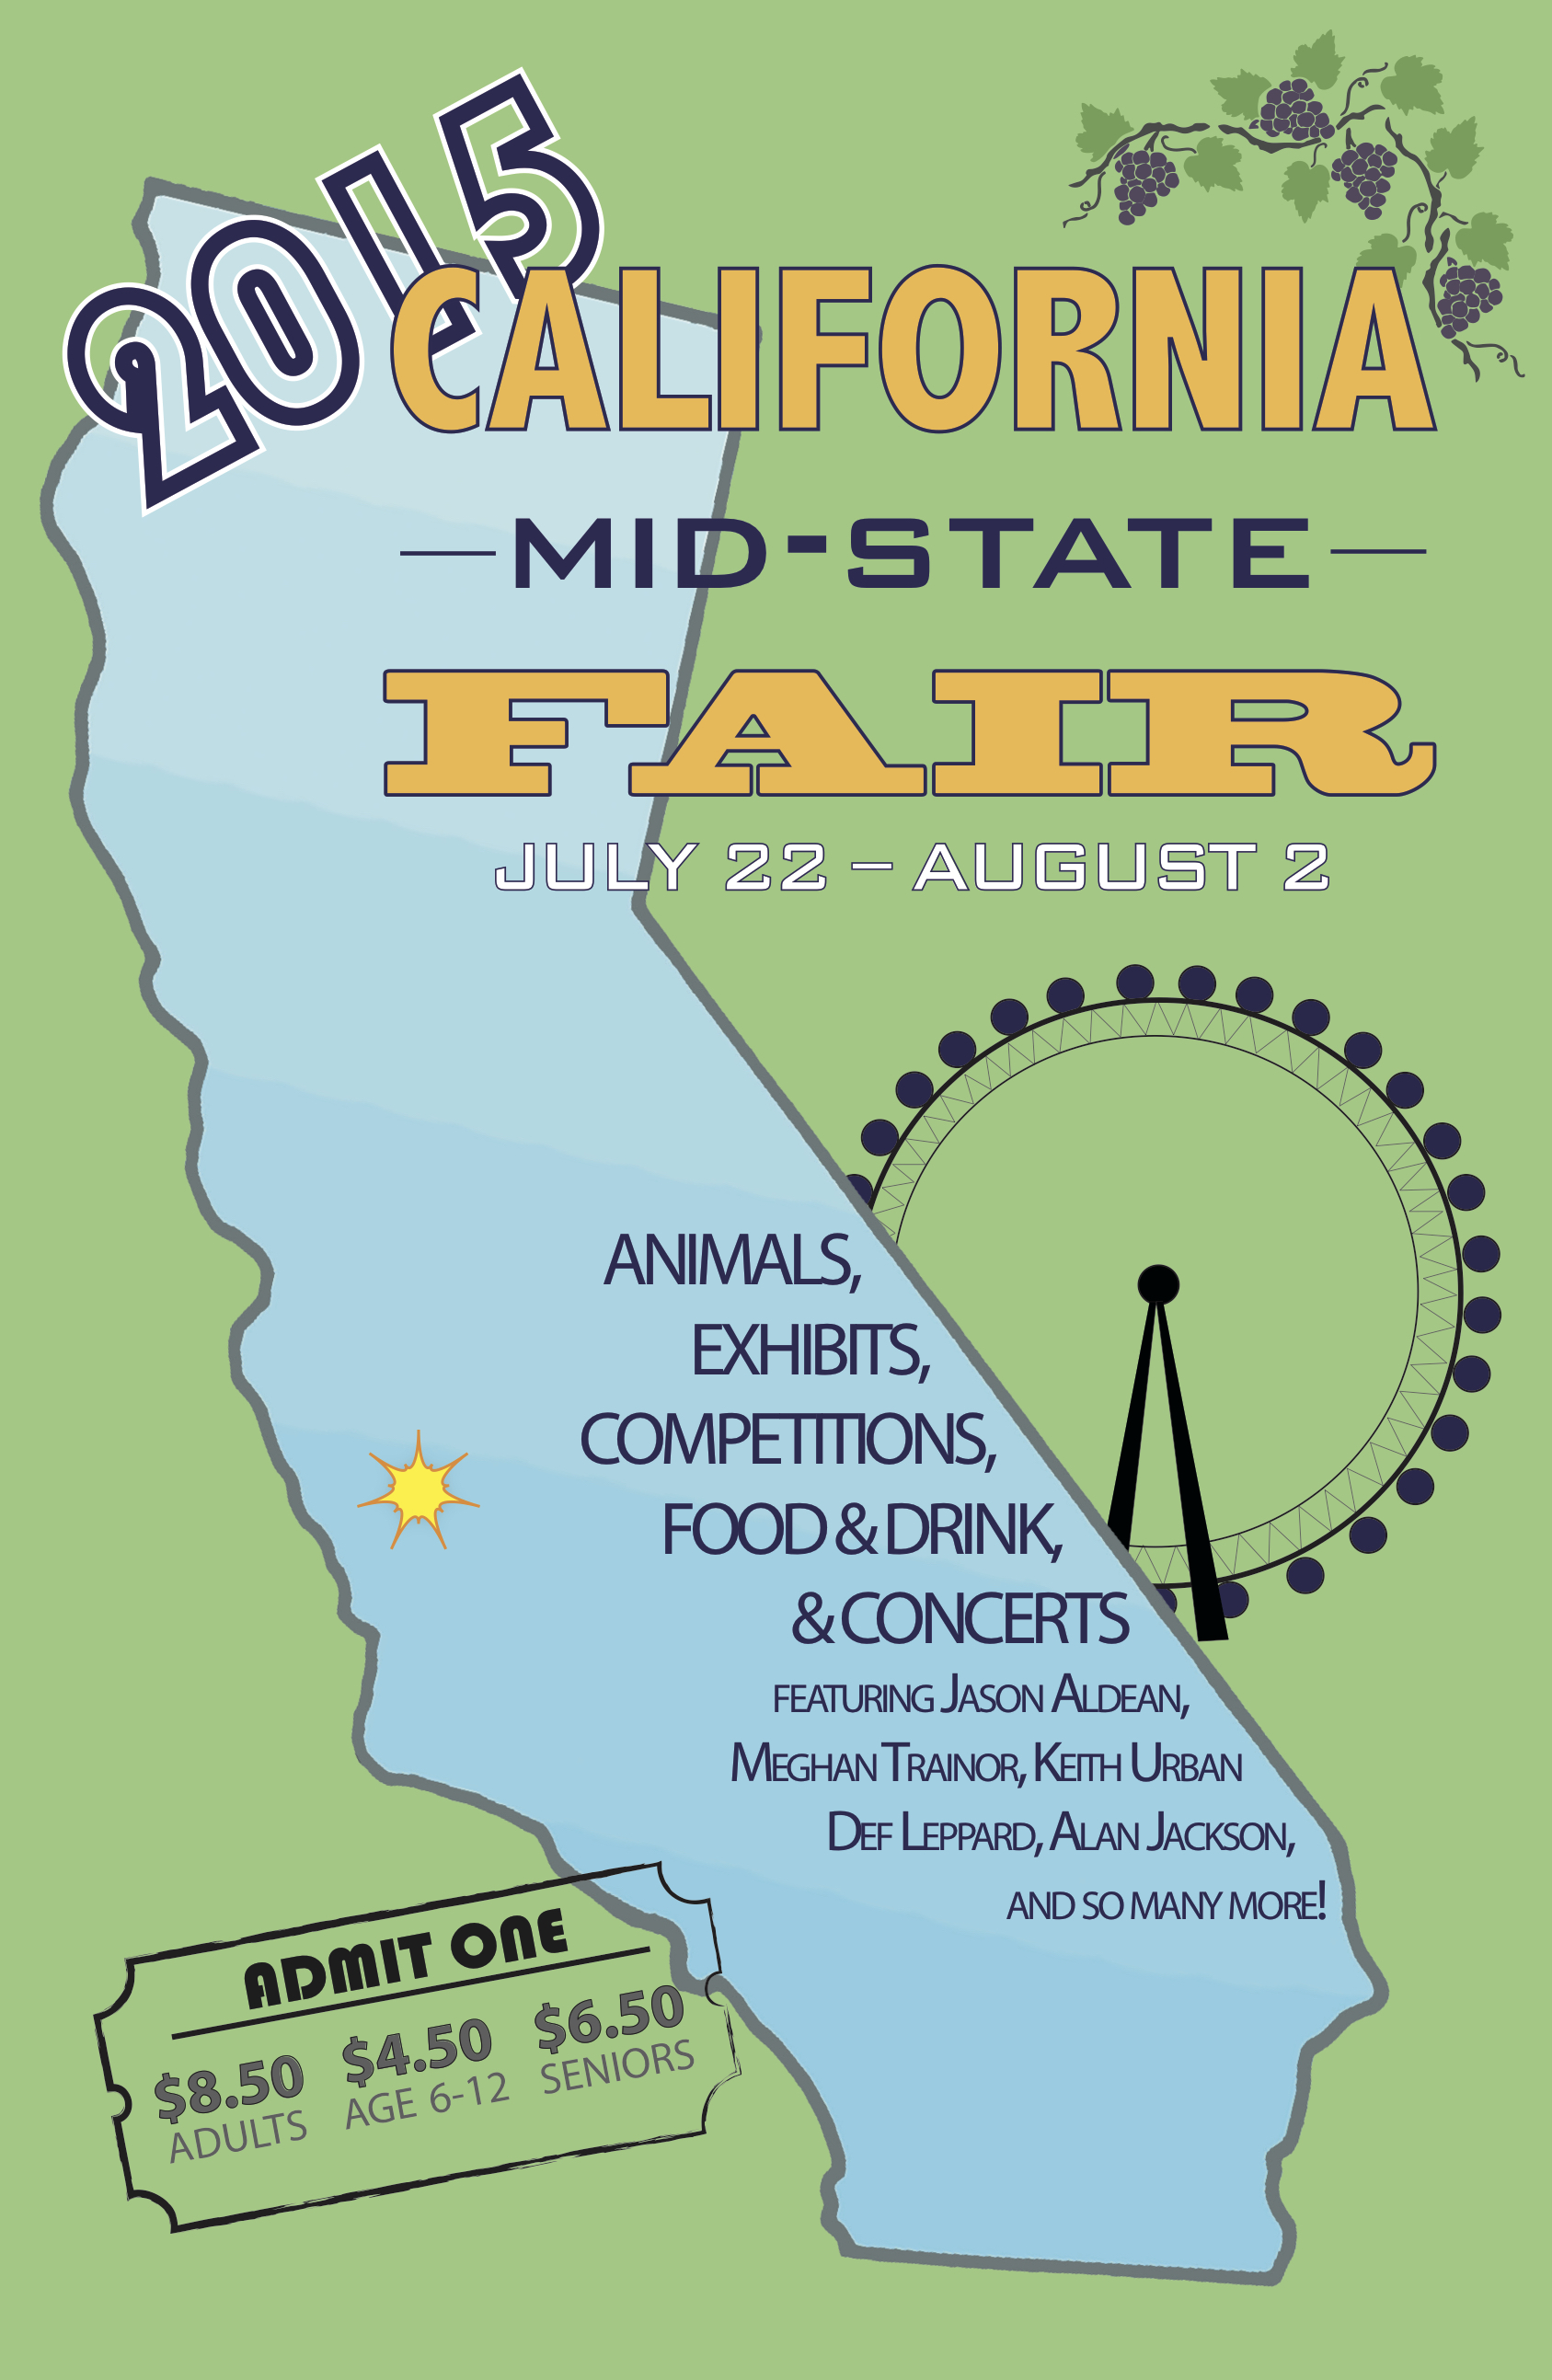 2015
CALIFORNIA
MID-STATE
FAIR
JULY 22 – AUGUST 2
ANIMALS,
EXHIBITS,
COMPETITIONS,
FOOD & DRINK,
& CONCERTS
FEATURING JASON ALDEAN,
MEGHAN TRAINOR, KEITH URBAN
DEF LEPPARD, ALAN JACKSON,
AND SO MANY MORE!
ADMIT ONE
$8.50 $4.50 $6.50
ADULTS AGE 6-12 SENIORS